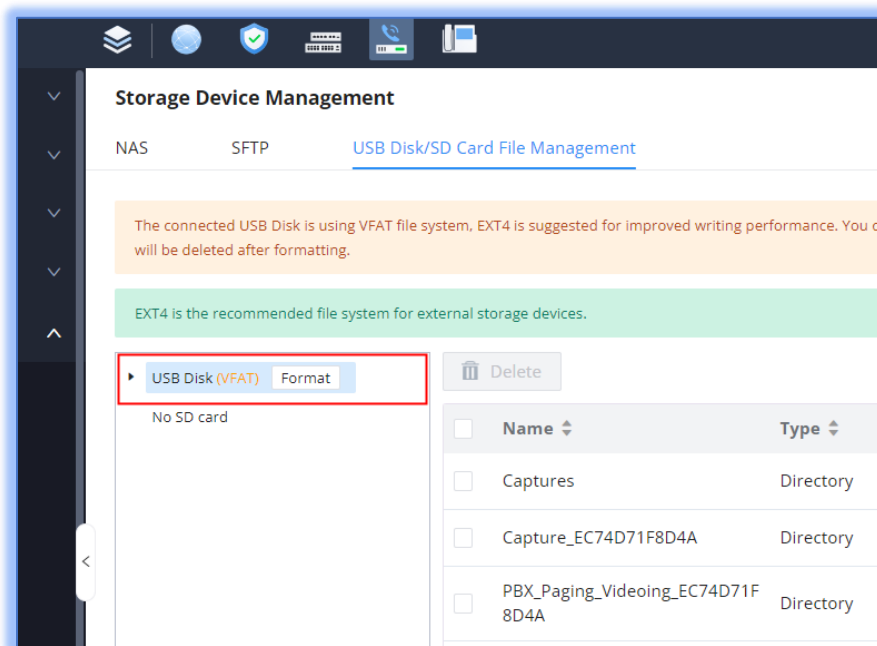 Storage Device Management
NAS SFTP USB Disk/SD Card File Management
The connected USB Disk is using VFAT file system, EXT4 is suggested for improved writing performance. You
will be deleted after formatting.
EXT4 is the recommended file system for external storage devices.
USB Disk (VFAT) Format
No SD card
Delete
Name Type
Captures Directory
Capture_EC74D71F8D4A Directory
PBX_Paging_Videoing_EC74D71F
8D4A Directory